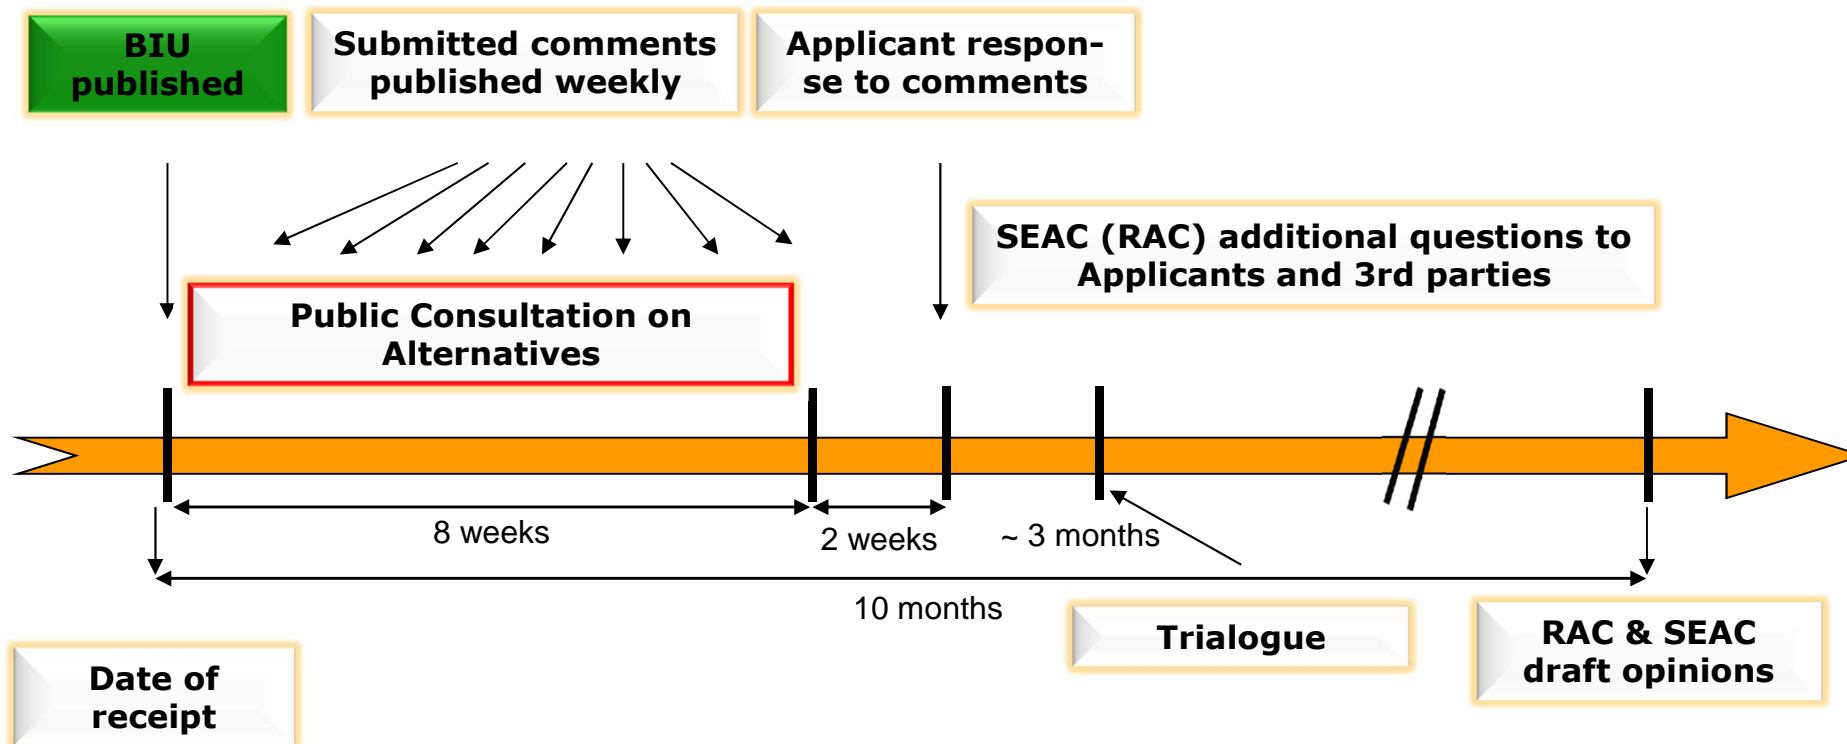 BIU
published
Submitted comments
published weekly
Applicant respon-
se to comments
SEAC (RAC) additional questions to
Applicants and 3rd parties
Public Consultation on
Alternatives
8 weeks
2 weeks
~ 3 months
10 months
Trialogue
RAC & SEAC
draft opinions
Date of
receipt